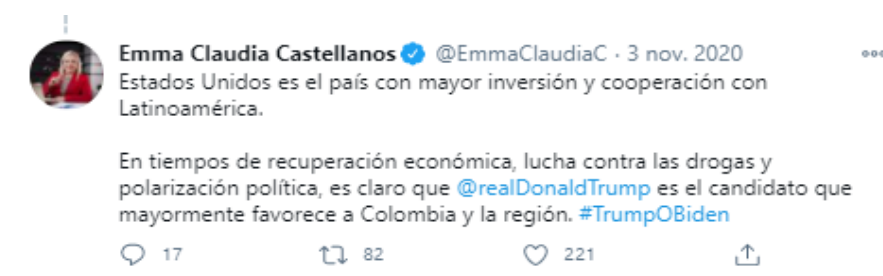 Emma Claudia Castellanos @EmmaClaudiaC · 3 nov. 2020
Estados Unidos es el país con mayor inversión y cooperación con
Latinoamérica.
En tiempos de recuperación económica, lucha contra las drogas y
polarización política, es claro que @realDonaldTrump es el candidato que
mayormente favorece a Colombia y la región. #TrumpOBiden
17 82 221